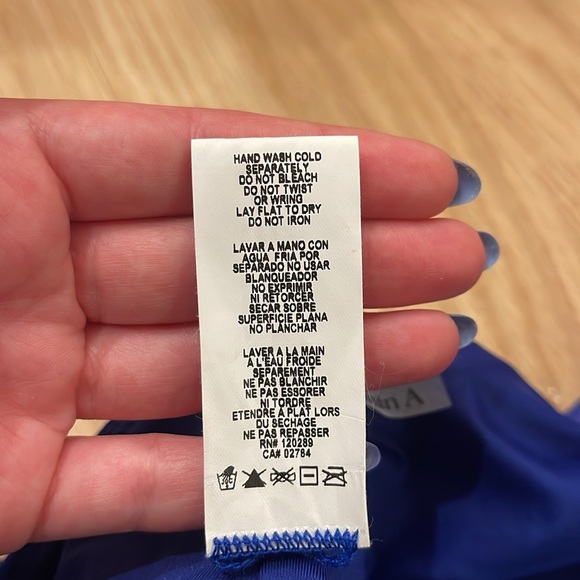 HAND WASH COLD
SEPARATELY
DO NOT BLEACH
DO NOT TWIST
OR WRING
LAY FLAT TO DRY
DO NOT IRON
LAVAR A MANO CON
AGUA FRIA POR
SEPARADO NO USAR
BLANQUEADOR
NO EXPRIMIR
NI RETORCER
SECAR SOBRE
SUPERFICIE PLANA
NO PLANCHAR
LAVER A LA MAIN
A L'EAU FROIDE
SEPAREMENT
NE PAS BLANCHIR
NE PAS ESSORER
NI TORDRE
ETENDRE A PLAT LORS
DU SECHAGE
NE PAS REPASSER
RN# 120289
CA# 02784
A